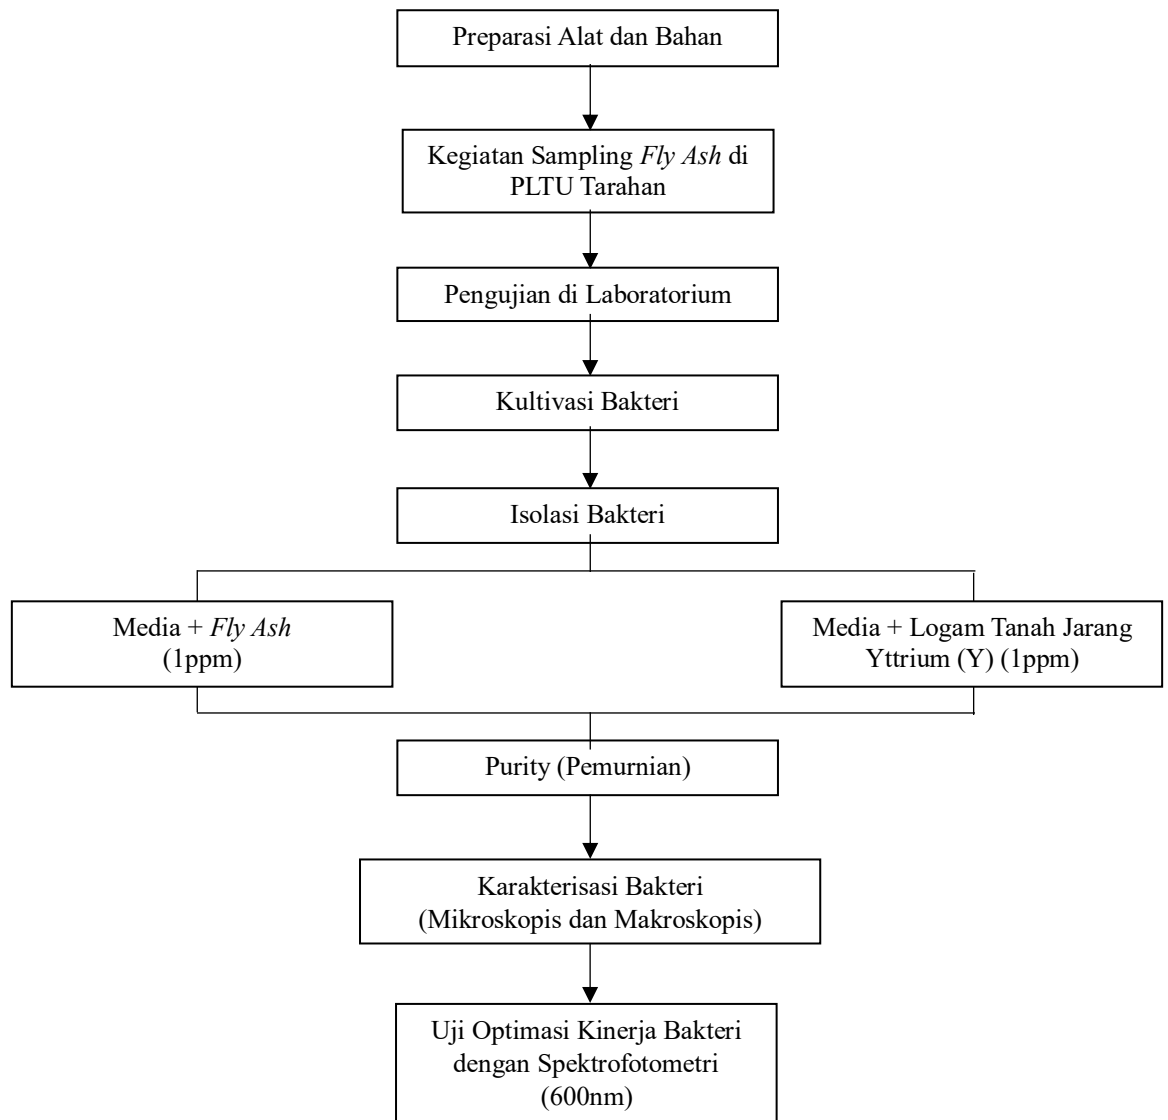 Preparasi Alat dan Bahan
Kegiatan Sampling Fly Ash di
PLTU Tarahan
Pengujian di Laboratorium
Kultivasi Bakteri
Isolasi Bakteri
Media + Fly Ash
(1ppm)
Media + Logam Tanah Jarang
Yttrium (Y) (1ppm)
Purity (Pemurnian)
Karakterisasi Bakteri
(Mikroskopis dan Makroskopis)
Uji Optimasi Kinerja Bakteri
dengan Spektrofotometri
(600nm)